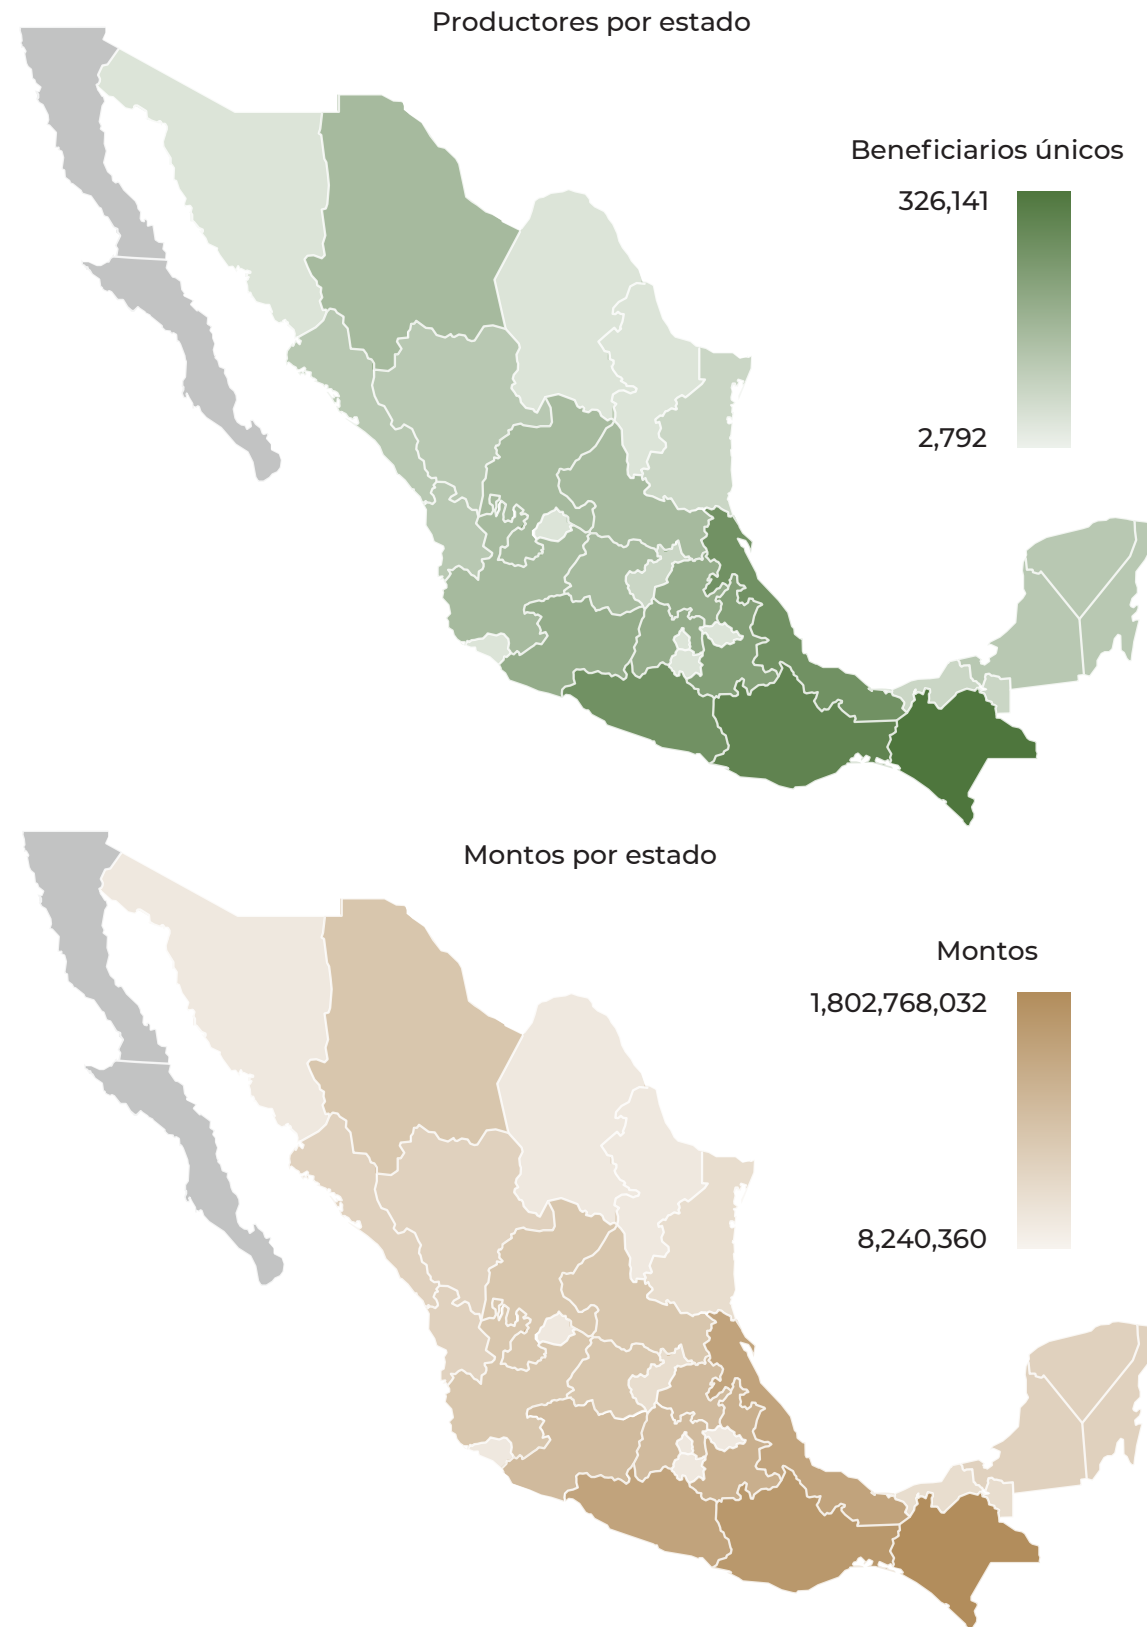 Productores por estado
Beneficiarios únicos
326,141
2,792
Montos por estado
Montos
1,802,768,032
8,240,360